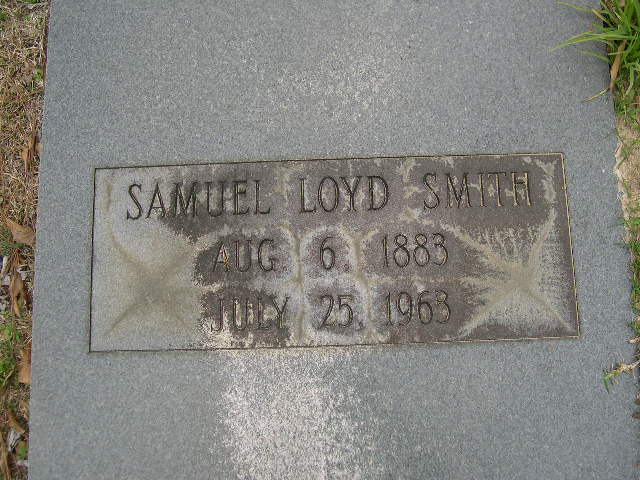 SAMUEL LOYD SMITH
AUG 6, 1883
JULY 25, 1963